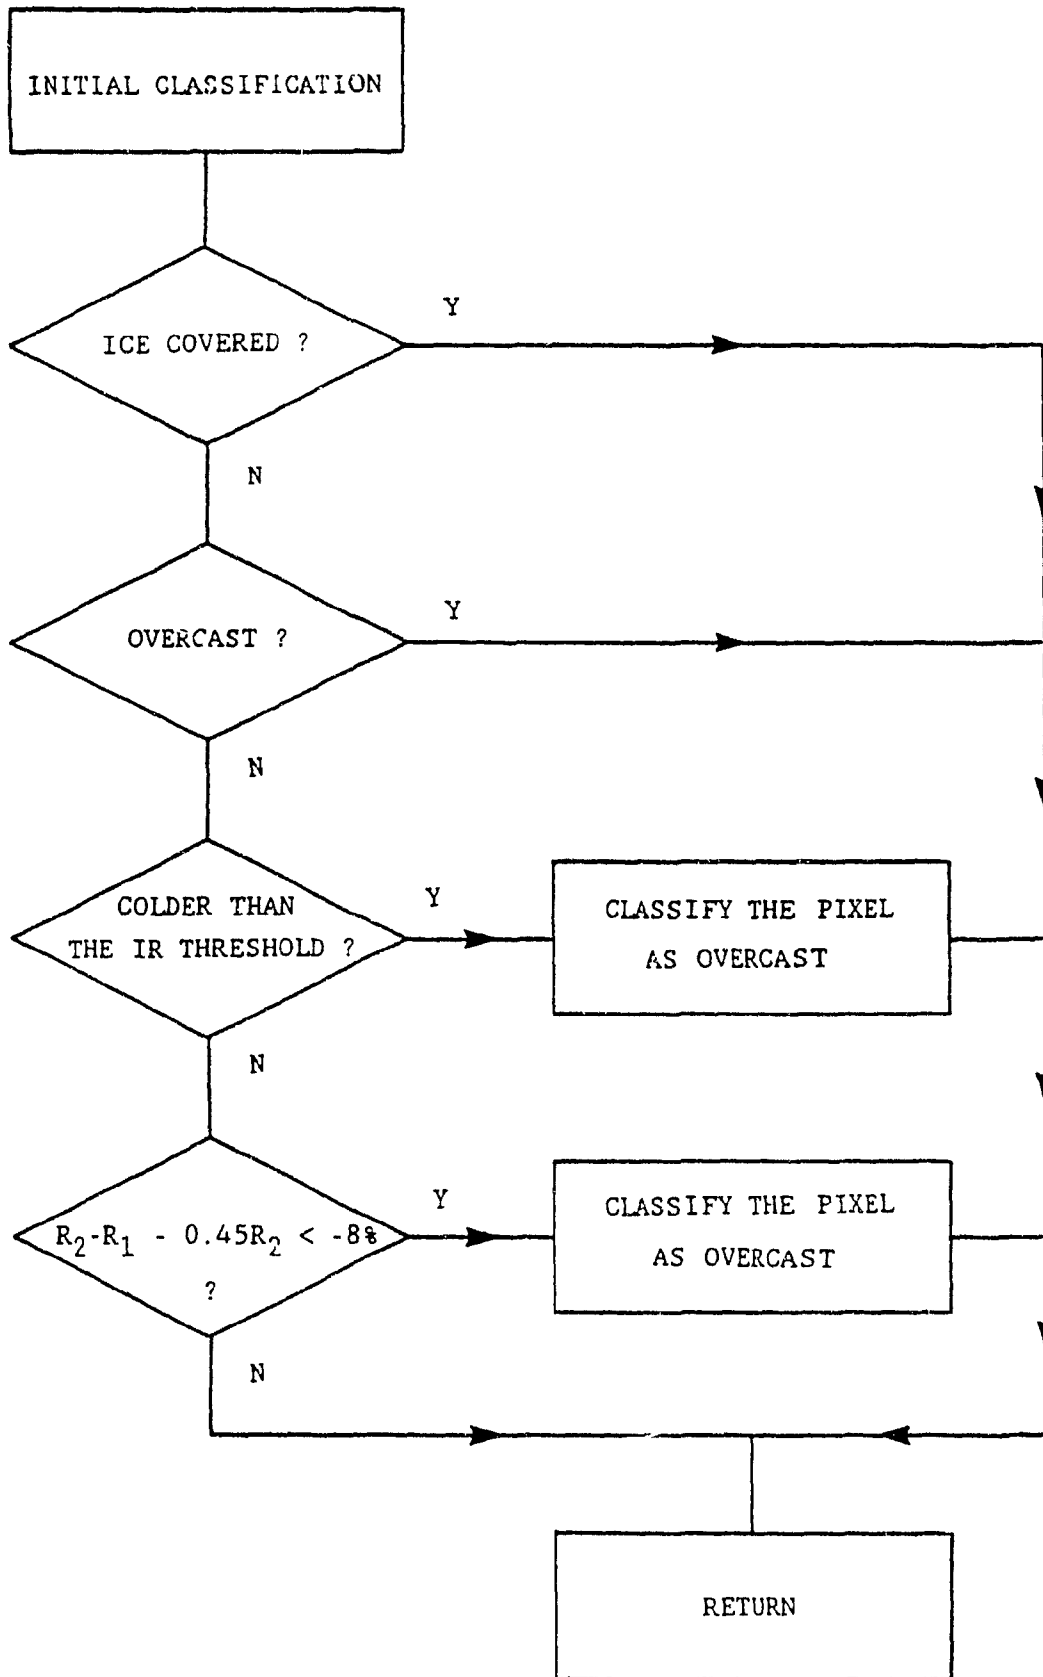 INITIAL CLASSIFICATION
ICE COVERED ?
Y
N
OVERCAST ?
Y
N
COLDER THAN
THE IR THRESHOLD ?
Y
CLASSIFY THE PIXEL
AS OVERCAST
N
R₂-R₁ - 0.45R₂ < -8%
?
Y
CLASSIFY THE PIXEL
AS OVERCAST
N
RETURN